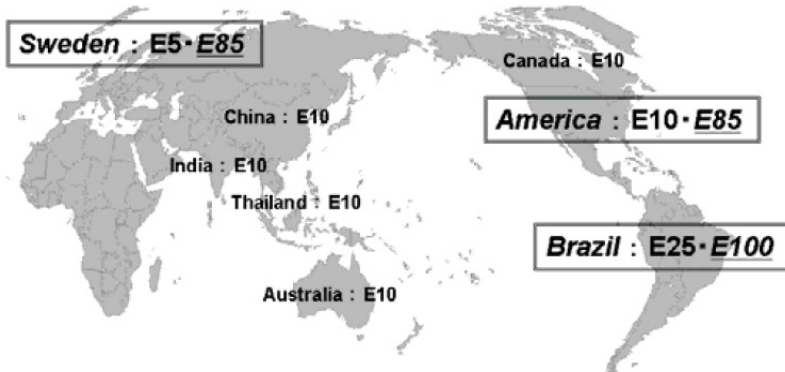 Sweden : E5・E85
Canada : E10
China : E10
America : E10・E85
India : E10
Thailand : E10
Brazil : E25・E100
Australia : E10